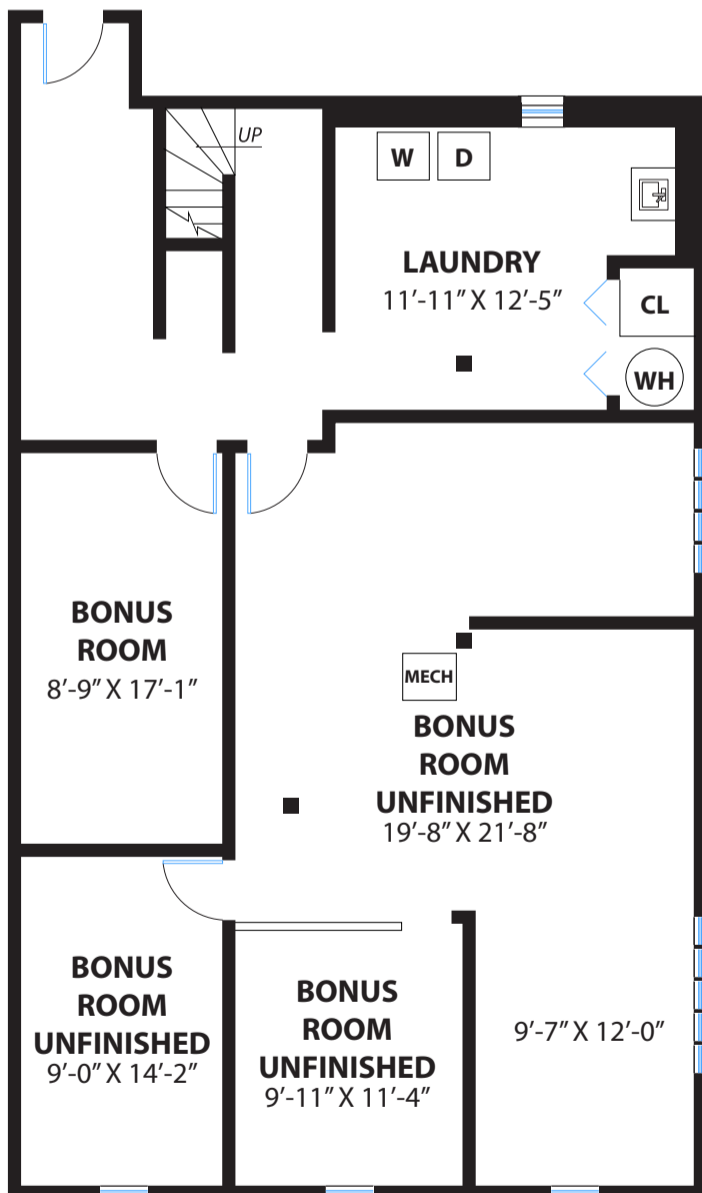 UP
W
D
LAUNDRY
11’-11” X 12’-5”
CL
WH
BONUS
ROOM
8’-9” X 17’-1”
MECH
BONUS
ROOM
UNFINISHED
19’-8” X 21’-8”
BONUS
ROOM
UNFINISHED
9’-0” X 14’-2”
BONUS
ROOM
UNFINISHED
9’-11” X 11’-4”
9’-7” X 12’-0”